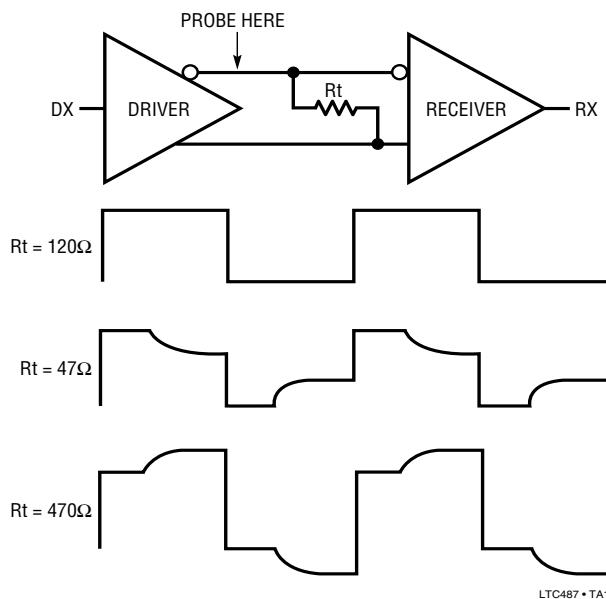 PROBE HERE
Rt
DX
DRIVER
RECEIVER
RX
Rt = 120Ω
Rt = 47Ω
Rt = 470Ω